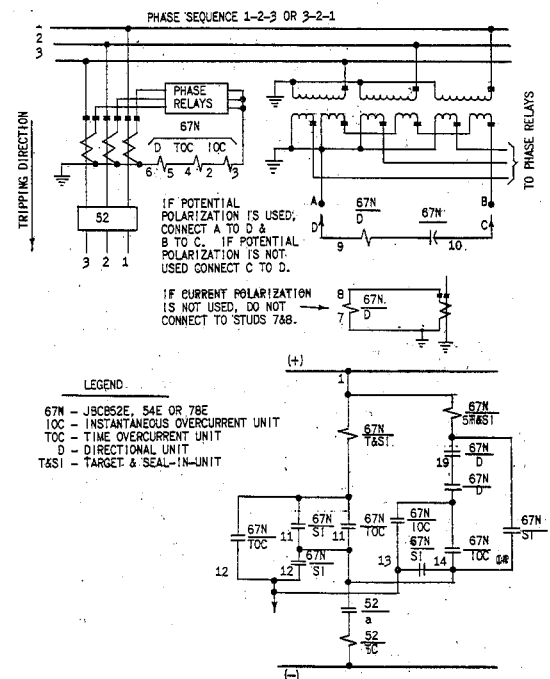 PHASE SEQUENCE 1-2-3 OR 3-2-1
1
2
3
TRIPPING DIRECTION
PHASE
RELAYS
67N
D TOC IOC
6 5 4 2 3
52
3 2 1
TO PHASE RELAYS
A
B
D
C
67N
D
67N
9
10
IF POTENTIAL
POLARIZATION IS USED,
CONNECT A TO D &
B TO C. IF POTENTIAL
POLARIZATION IS NOT
USED CONNECT C TO D.
IF CURRENT POLARIZATION
IS NOT USED, DO NOT
CONNECT TO STUDS 7&8.
8
7
67N
D
LEGEND
67N - JBCB52E, 54E OR 78E
IOC - INSTANTANEOUS OVERCURRENT UNIT
TOC - TIME OVERCURRENT UNIT
D - DIRECTIONAL UNIT
T&SI - TARGET & SEAL-IN-UNIT
(+)
1
67N
T&SI
67N
T&SI
19
67N
D
67N
D
67N
TOC
12
11
67N
SI
11
67N
TOC
12
67N
SI
67N
IOC
67N
SI
13
14
67N
IOC
67N
SI
52
a
52
TC
(-)